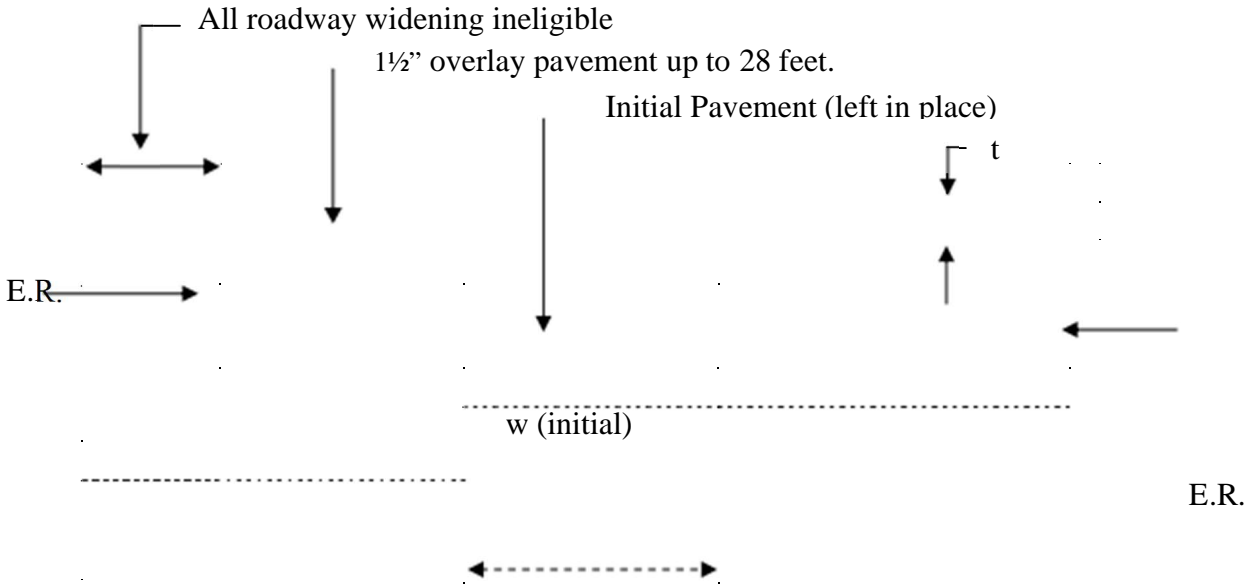 All roadway widening ineligible
1½” overlay pavement up to 28 feet.
Initial Pavement (left in place)
t
E.R.
w (initial)
E.R.